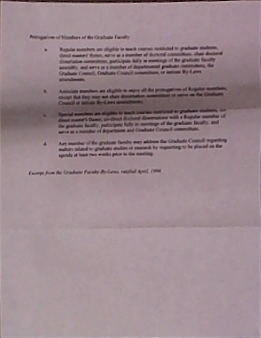 Prerogatives of Members of the Graduate Faculty
a. Regular members are eligible to teach courses restricted to graduate students,
direct masters' theses, serve as a member of doctoral committees, chair doctoral
dissertation committees, participate fully in meetings of the graduate faculty
assembly, and serve as a member of departmental graduate committees, the
Graduate Council, Graduate Council committees, or initiate By-Laws
amendments.
b. Associate members are eligible to enjoy all the prerogatives of Regular members,
except that they may not chair dissertation committees or serve on the Graduate
Council or initiate By-Laws
amendments.
c. Special members are eligible to teach courses restricted to graduate students, co-
direct masters' theses, co-direct doctoral dissertations with a Regular member of
the graduate faculty, participate fully in meetings of the graduate faculty, and
serve as a member of department and Graduate Council committees.
d. Any member of the graduate faculty may address the Graduate Council regarding
matters related to graduate studies or research by requesting to be placed on the
agenda at least two weeks prior to the meeting.
Excerpt from the Graduate Faculty By-Laws, ratified April, 1996